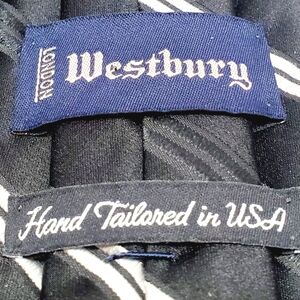 LONDON
Westbury
Hand Tailored in USA